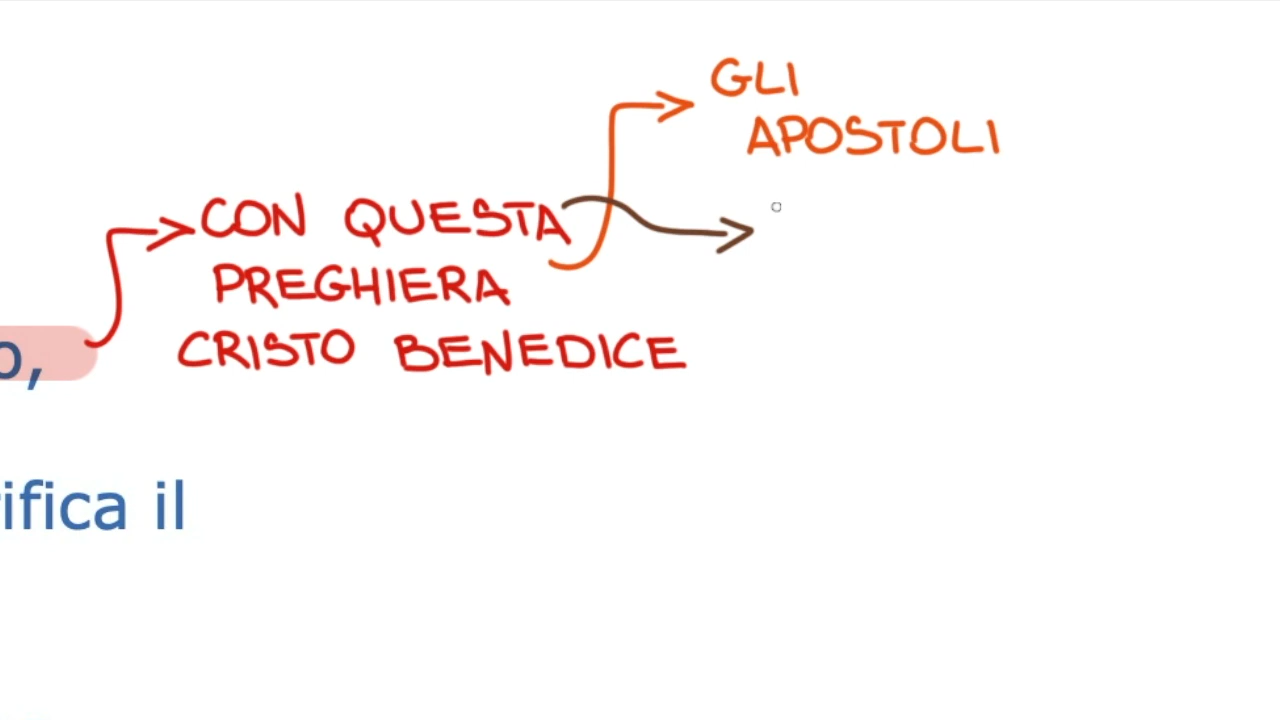 GLI
APOSTOLI
CON QUESTA
PREGHIERA
CRISTO BENEDICE
o,
ifica il